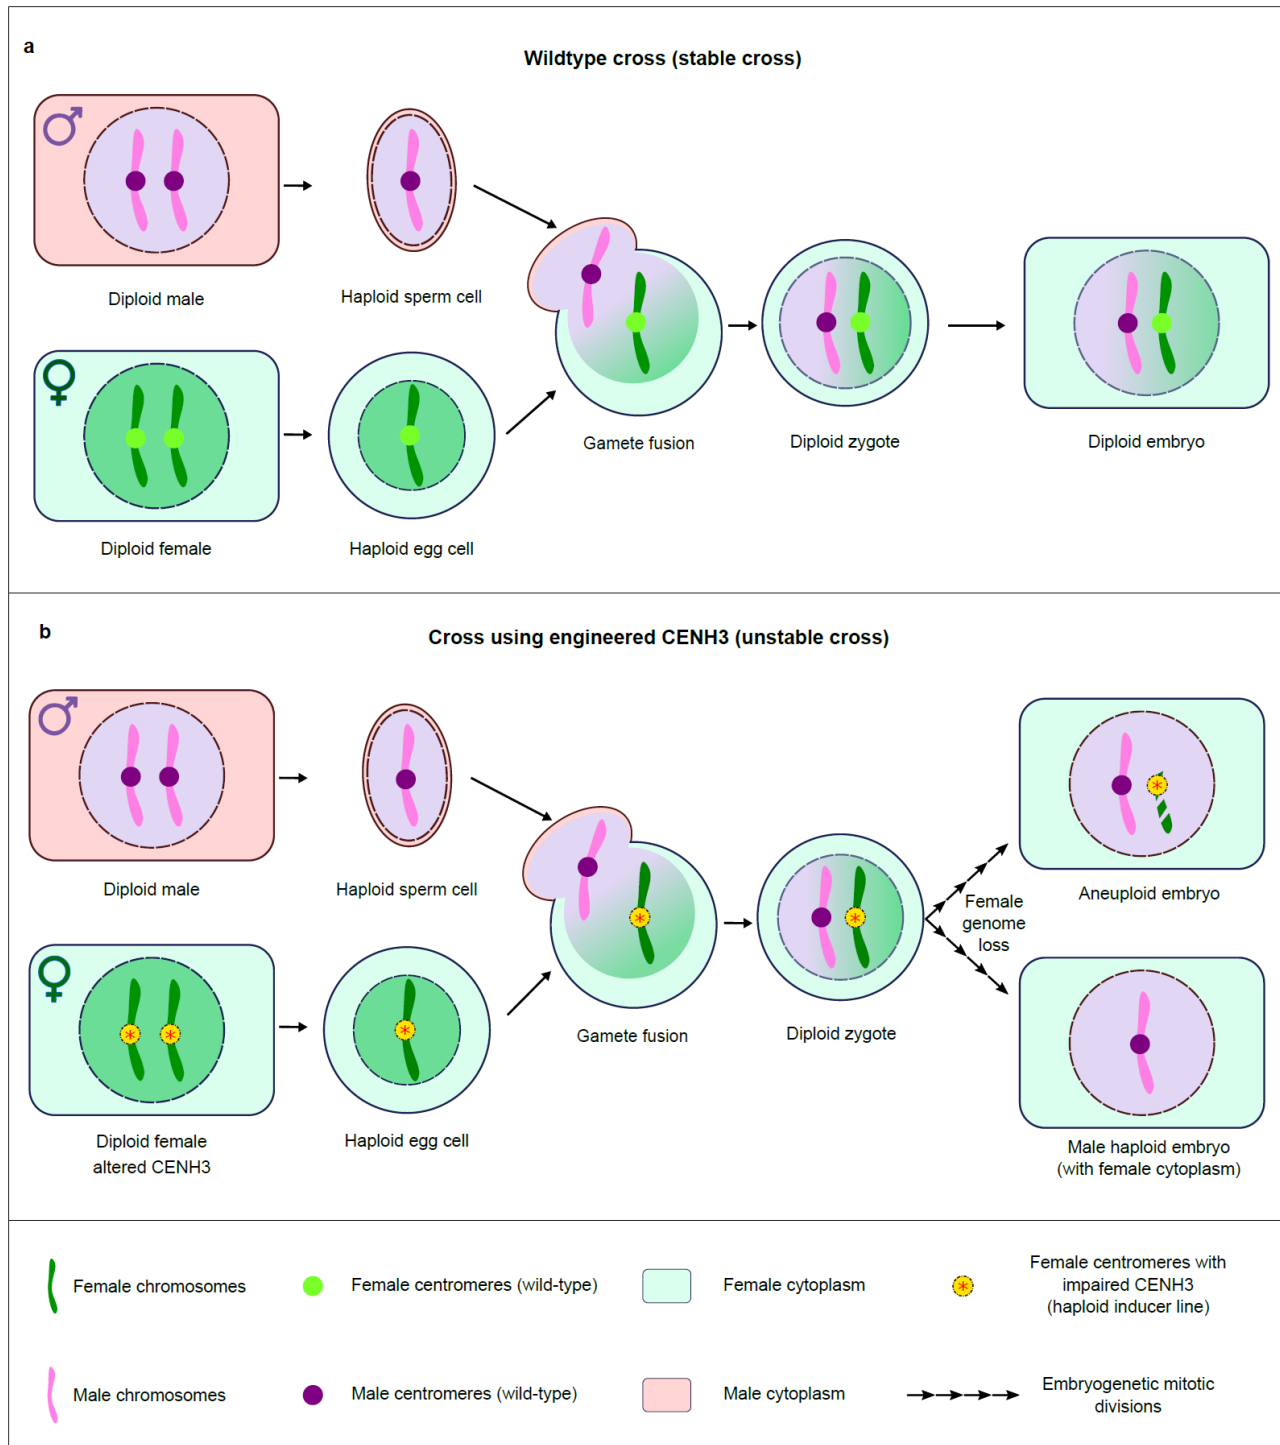 a
Wildtype cross (stable cross)
Diploid male
Haploid sperm cell
Gamete fusion
Diploid zygote
Diploid embryo
Diploid female
Haploid egg cell
b
Cross using engineered CENH3 (unstable cross)
Diploid male
Haploid sperm cell
Gamete fusion
Diploid zygote
Female
genome
loss
Aneuploid embryo
Diploid female
altered CENH3
Haploid egg cell
Male haploid embryo
(with female cytoplasm)
Female chromosomes
Female centromeres (wild-type)
Female cytoplasm
Female centromeres with
impaired CENH3
(haploid inducer line)
Male chromosomes
Male centromeres (wild-type)
Male cytoplasm
Embryogenetic mitotic
divisions